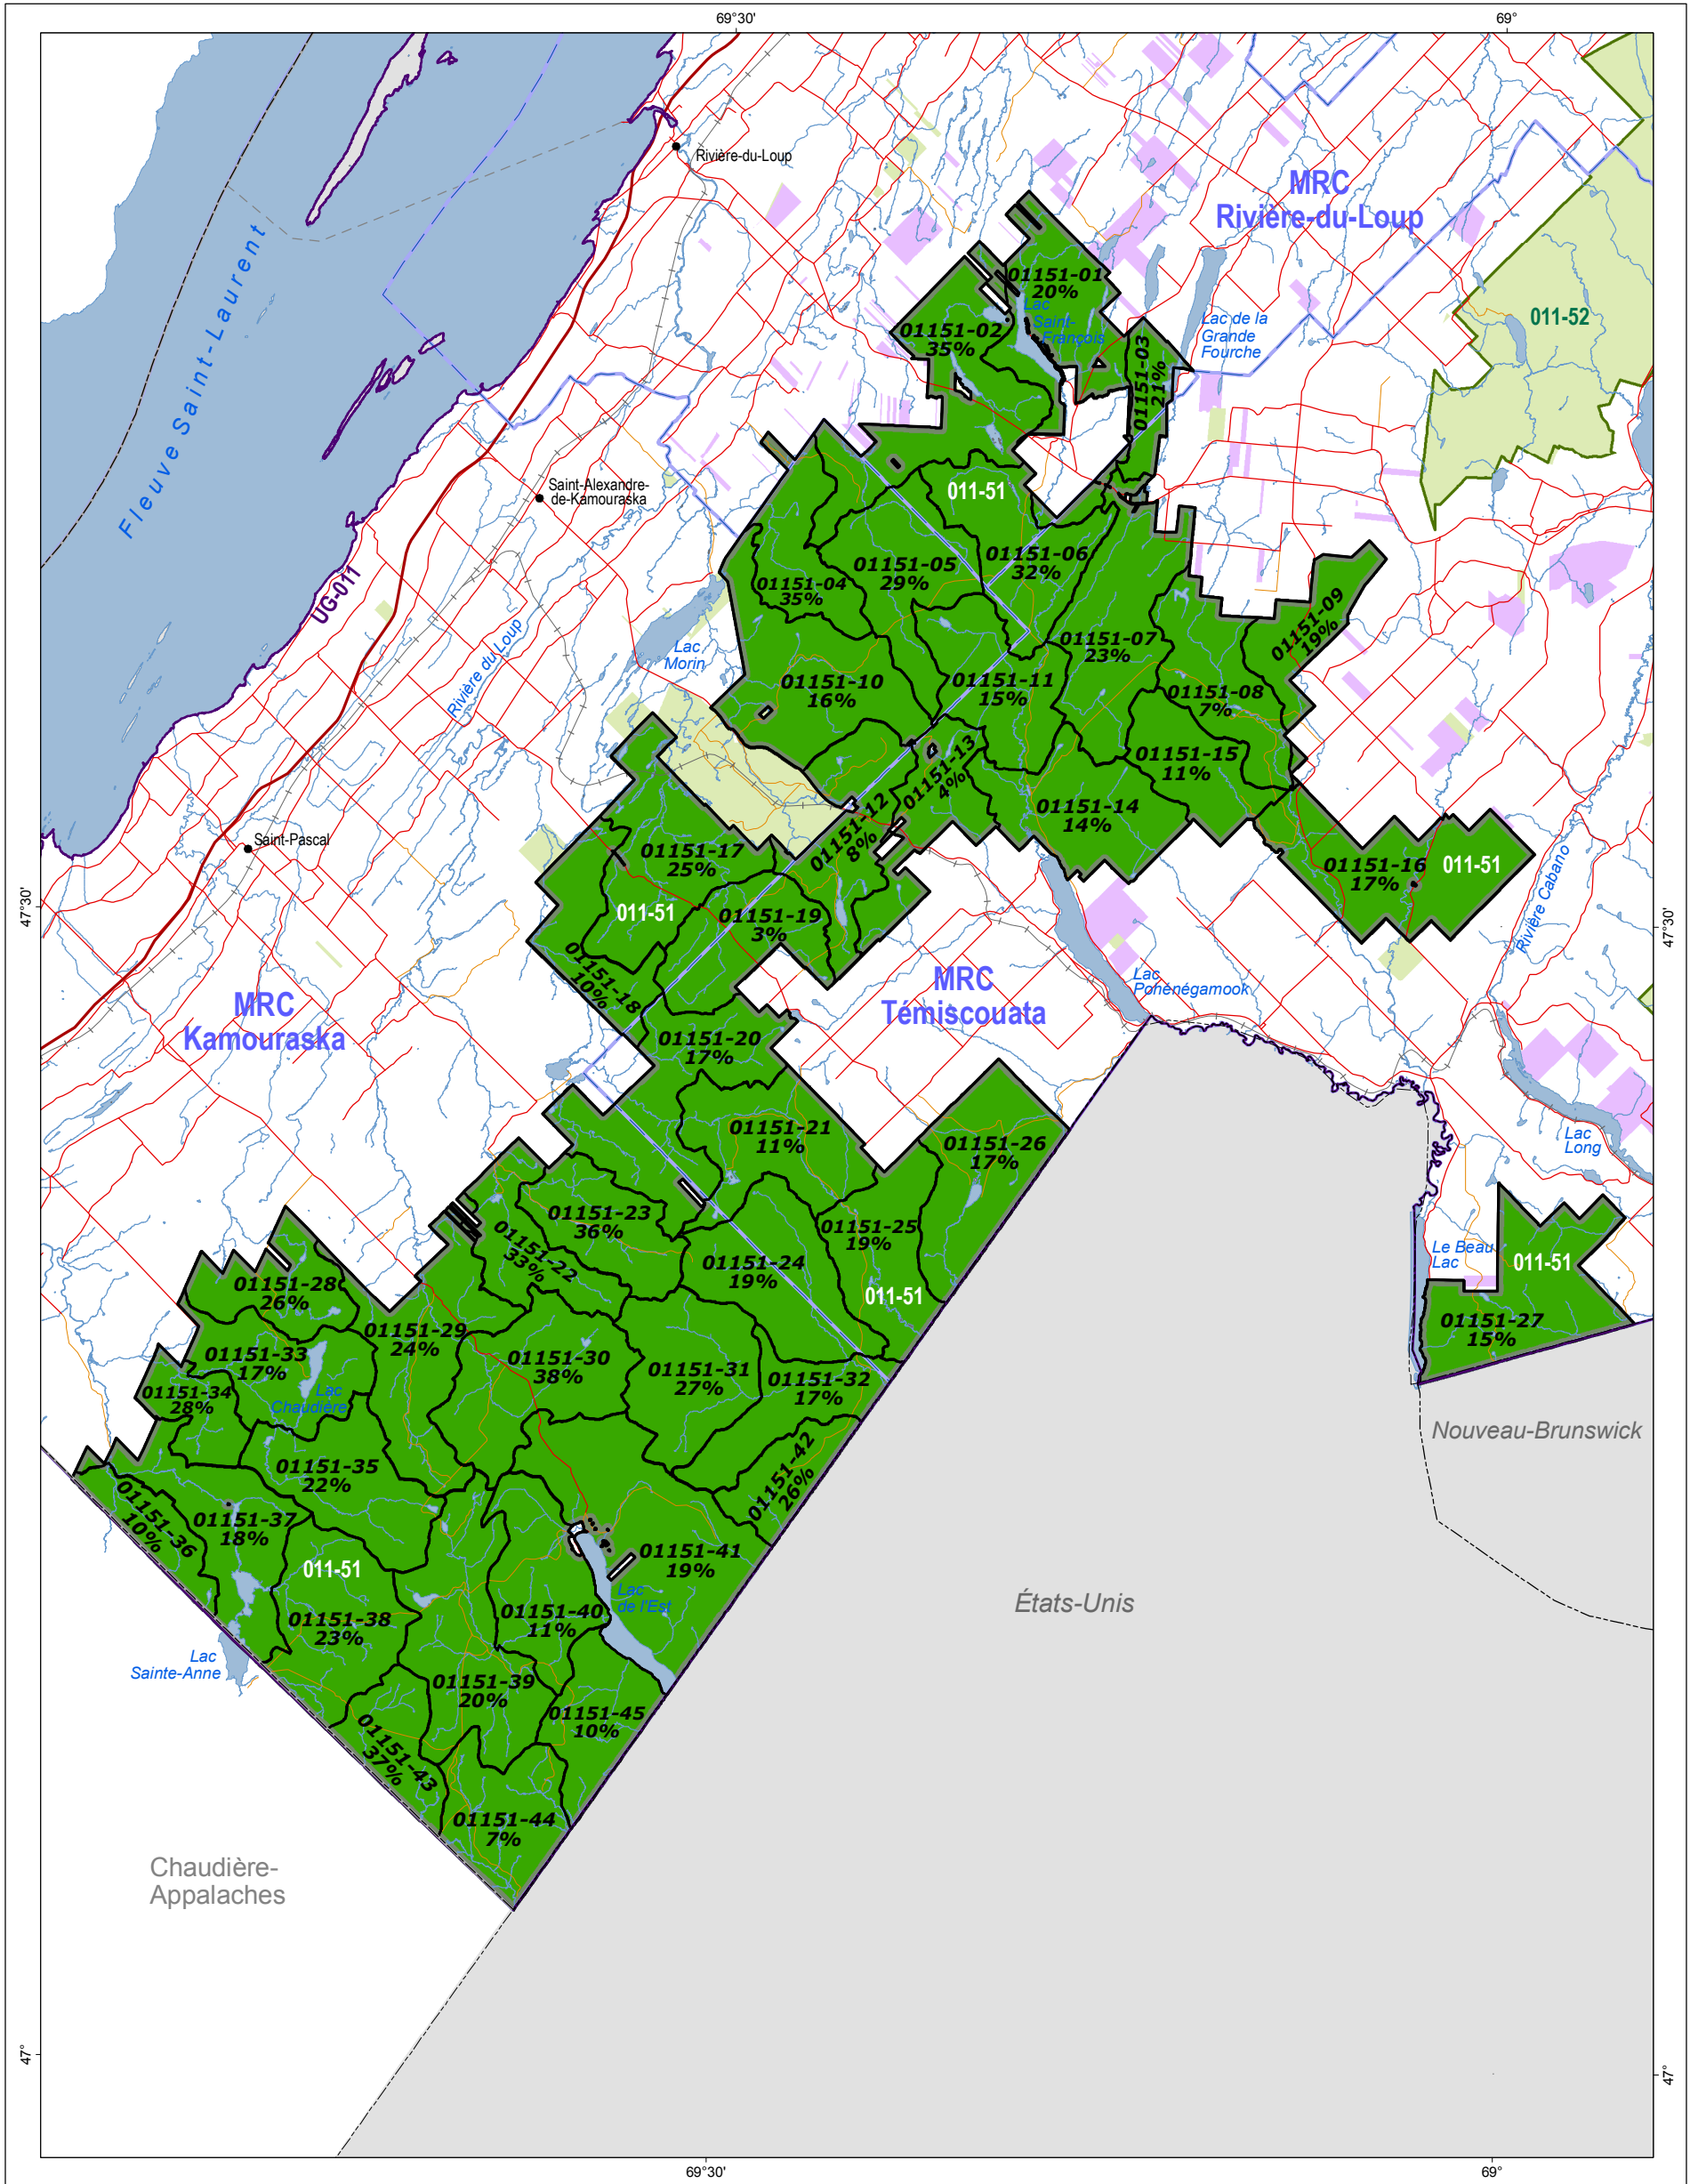 69°30'
69°
Rivière-du-Loup
MRC
Rivière-du-Loup
Fleuve Saint-Laurent
01151-01
20%
Lac
Saint-
François
01151-02
35%
01151-03
21%
Lac de la
Grande
Fourche
011-52
Saint-Alexandre-
de-Kamouraska
011-51
UG-011
01151-04
35%
01151-05
29%
01151-06
32%
01151-07
23%
01151-09
19%
Rivière du Loup
Lac
Morin
01151-10
16%
01151-11
15%
01151-08
7%
01151-15
11%
01151-13
4%
01151-14
14%
01151-12
8%
Saint-Pascal
01151-17
25%
01151-16
17%
011-51
47°30'
47°30'
011-51
01151-19
3%
Rivière Cabano
01151-18
10%
Lac
Pohénégamook
MRC
Témiscouata
MRC
Kamouraska
01151-20
17%
01151-21
11%
01151-26
17%
Lac
Long
01151-23
36%
01151-22
33%
01151-25
19%
01151-24
19%
011-51
Le Beau
Lac
011-51
01151-28
26%
01151-29
24%
01151-27
15%
01151-33
17%
01151-30
38%
01151-31
27%
01151-32
17%
01151-34
28%
Lac
Chaudière
Nouveau-Brunswick
01151-35
22%
01151-42
26%
01151-36
10%
01151-37
18%
011-51
01151-41
19%
01151-38
23%
01151-40
11%
Lac
de l'Est
États-Unis
Lac
Sainte-Anne
01151-39
20%
01151-45
10%
01151-43
37%
01151-44
7%
Chaudière-
Appalaches
47°
47°
69°30'
69°